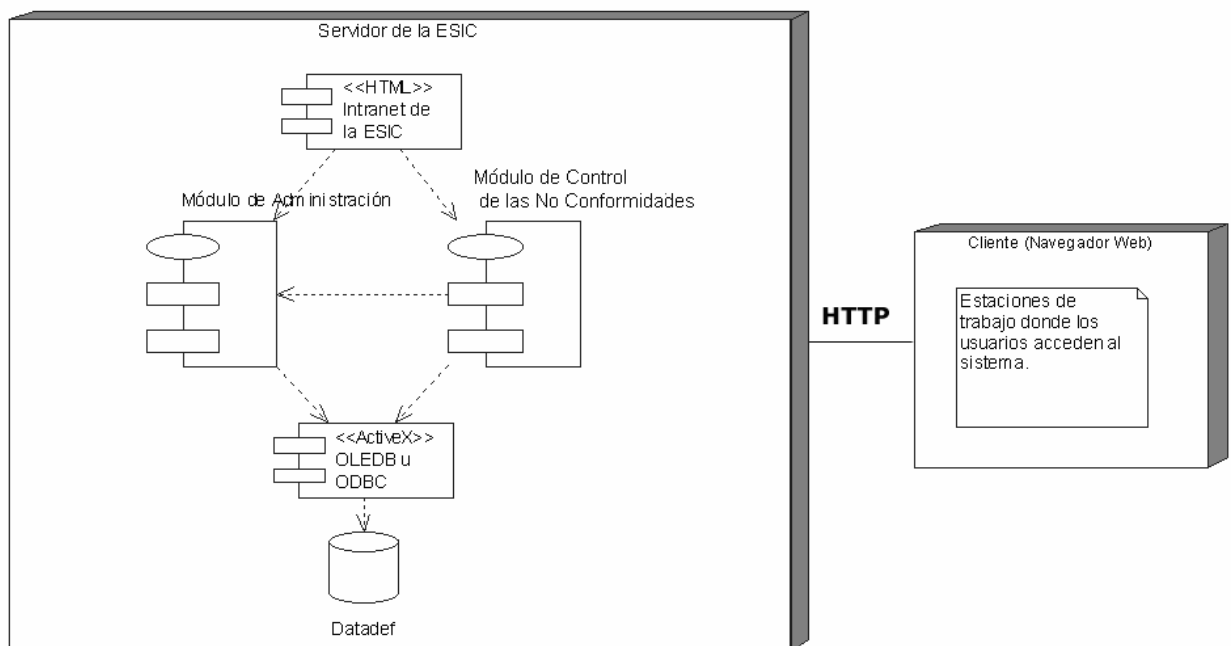 Servidor de la ESIC
<<HTML>>
Intranet de
la ESIC
Módulo de Administración
Módulo de Control
de las No Conformidades
<<ActiveX>>
OLEDB u
ODBC
Datadef
HTTP
Cliente (Navegador Web)
Estaciones de
trabajo donde los
usuarios acceden al
sistema.